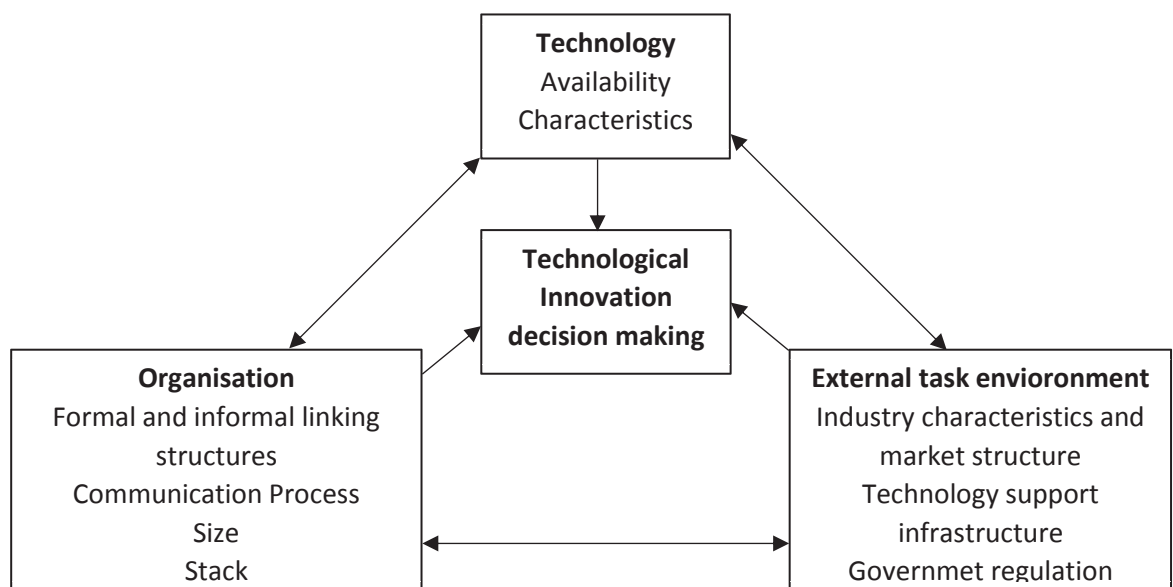 Technology
Availability
Characteristics
Technological
Innovation
decision making
Organisation
Formal and informal linking
structures
Communication Process
Size
Stack
External task envioronment
Industry characteristics and
market structure
Technology support
infrastructure
Governmet regulation